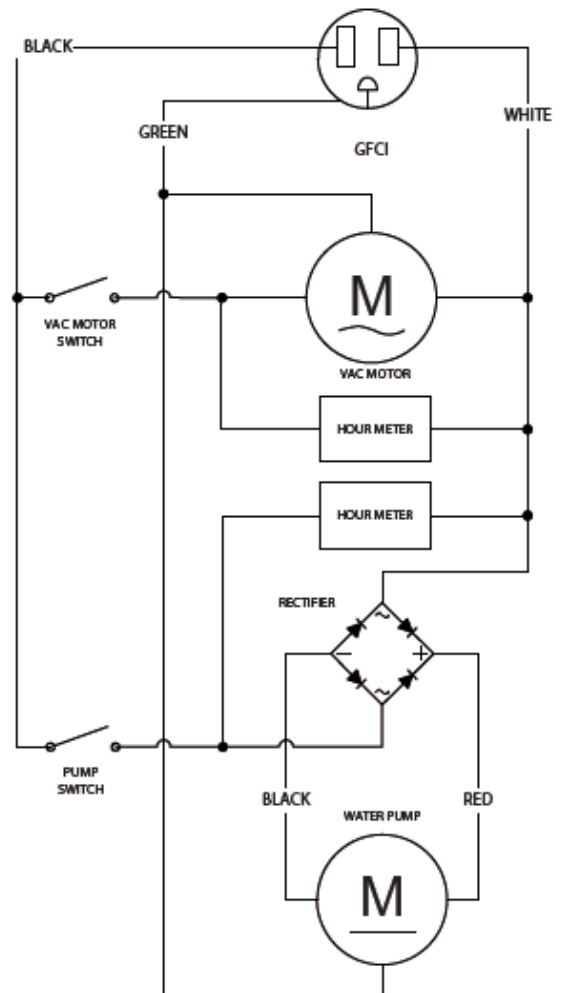 BLACK
WHITE
GREEN
GFCI
M
VAC MOTOR
SWITCH
VAC MOTOR
HOUR METER
HOUR METER
RECTIFIER
~
− +
~
PUMP
SWITCH
BLACK
RED
WATER PUMP
M